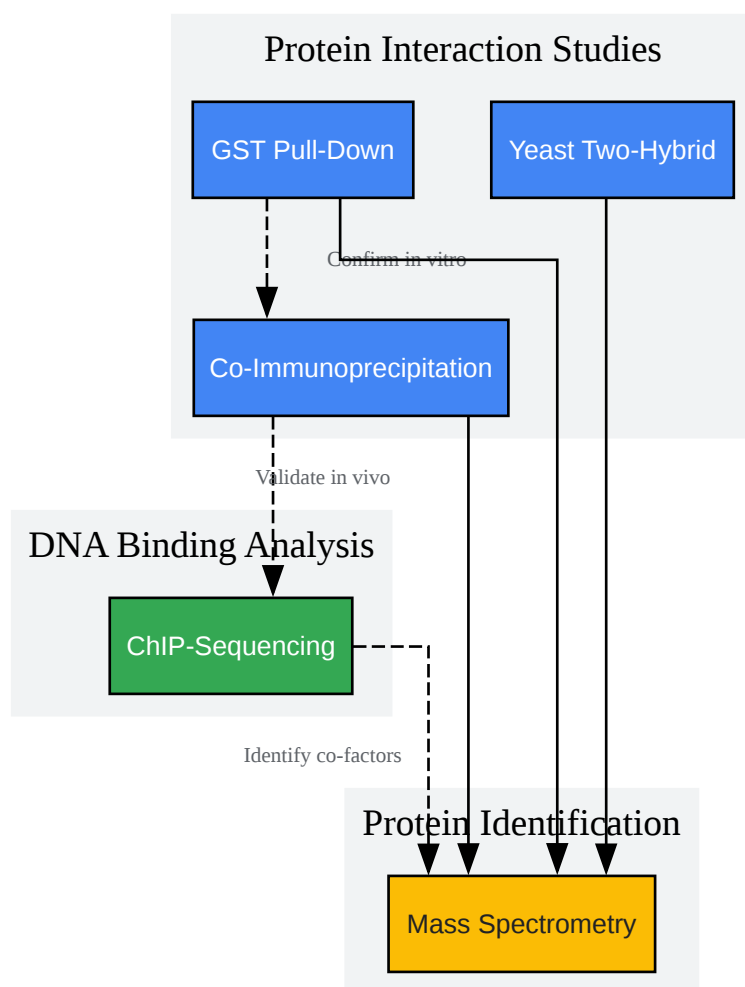 Protein Interaction Studies
GST Pull-Down
Yeast Two-Hybrid
Confirm in vitro
Co-Immunoprecipitation
Validate in vivo
DNA Binding Analysis
ChIP-Sequencing
Identify co-factors
Protein Identification
Mass Spectrometry